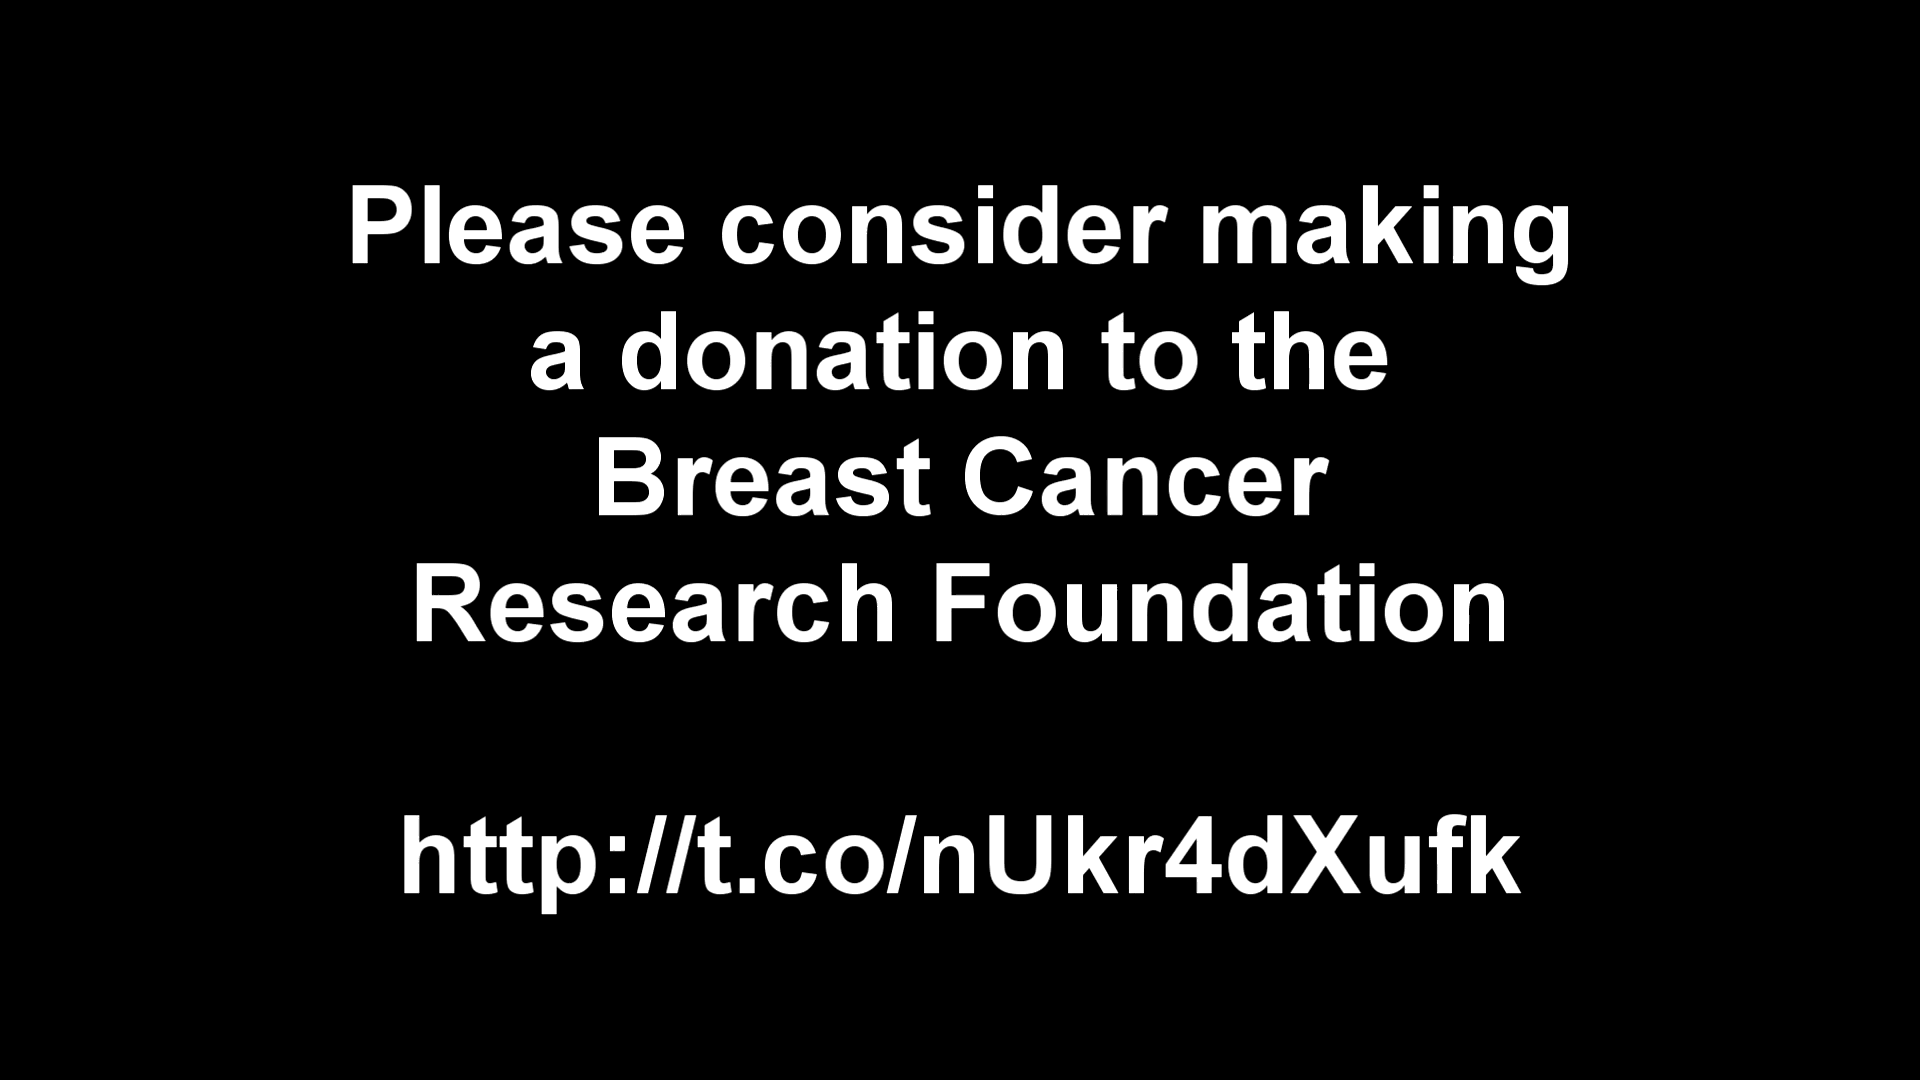 Please consider making
a donation to the
Breast Cancer
Research Foundation
http://t.co/nUkr4dXufk